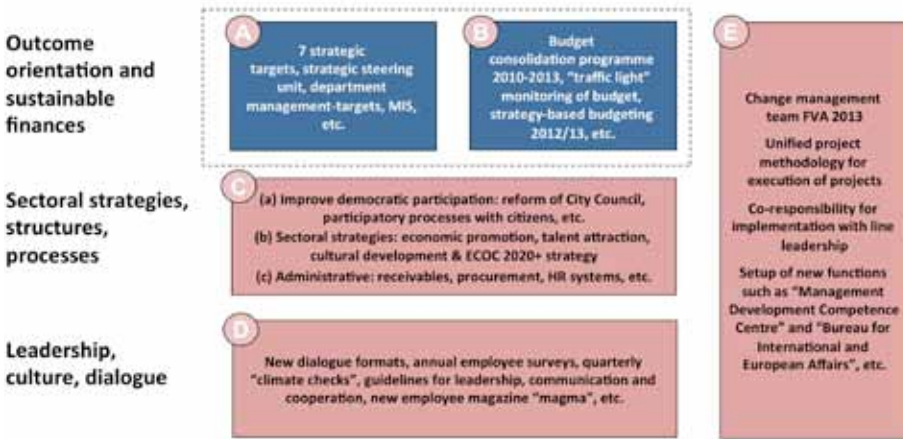 Outcome
orientation and
sustainable
finances
A
7 strategic
targets, strategic steering
unit, department
management-targets, MIS,
etc.
B
Budget
consolidation programme
2010-2013, “traffic light”
monitoring of budget,
strategy-based budgeting
2012/13, etc.
Sectoral strategies,
structures,
processes
C
(a) Improve democratic participation: reform of City Council,
participatory processes with citizens, etc.
(b) Sectoral strategies: economic promotion, talent attraction,
cultural development & ECOC 2020+ strategy
(c) Administrative: receivables, procurement, HR systems, etc.
Leadership,
culture, dialogue
D
New dialogue formats, annual employee surveys, quarterly
“climate checks”, guidelines for leadership, communication and
cooperation, new employee magazine “magma”, etc.
E
Change management
team FVA 2013
Unified project
methodology for
execution of projects
Co-responsibility for
implementation with line
leadership
Setup of new functions
such as “Management
Development Competence
Centre” and “Bureau for
International and
European Affairs”, etc.